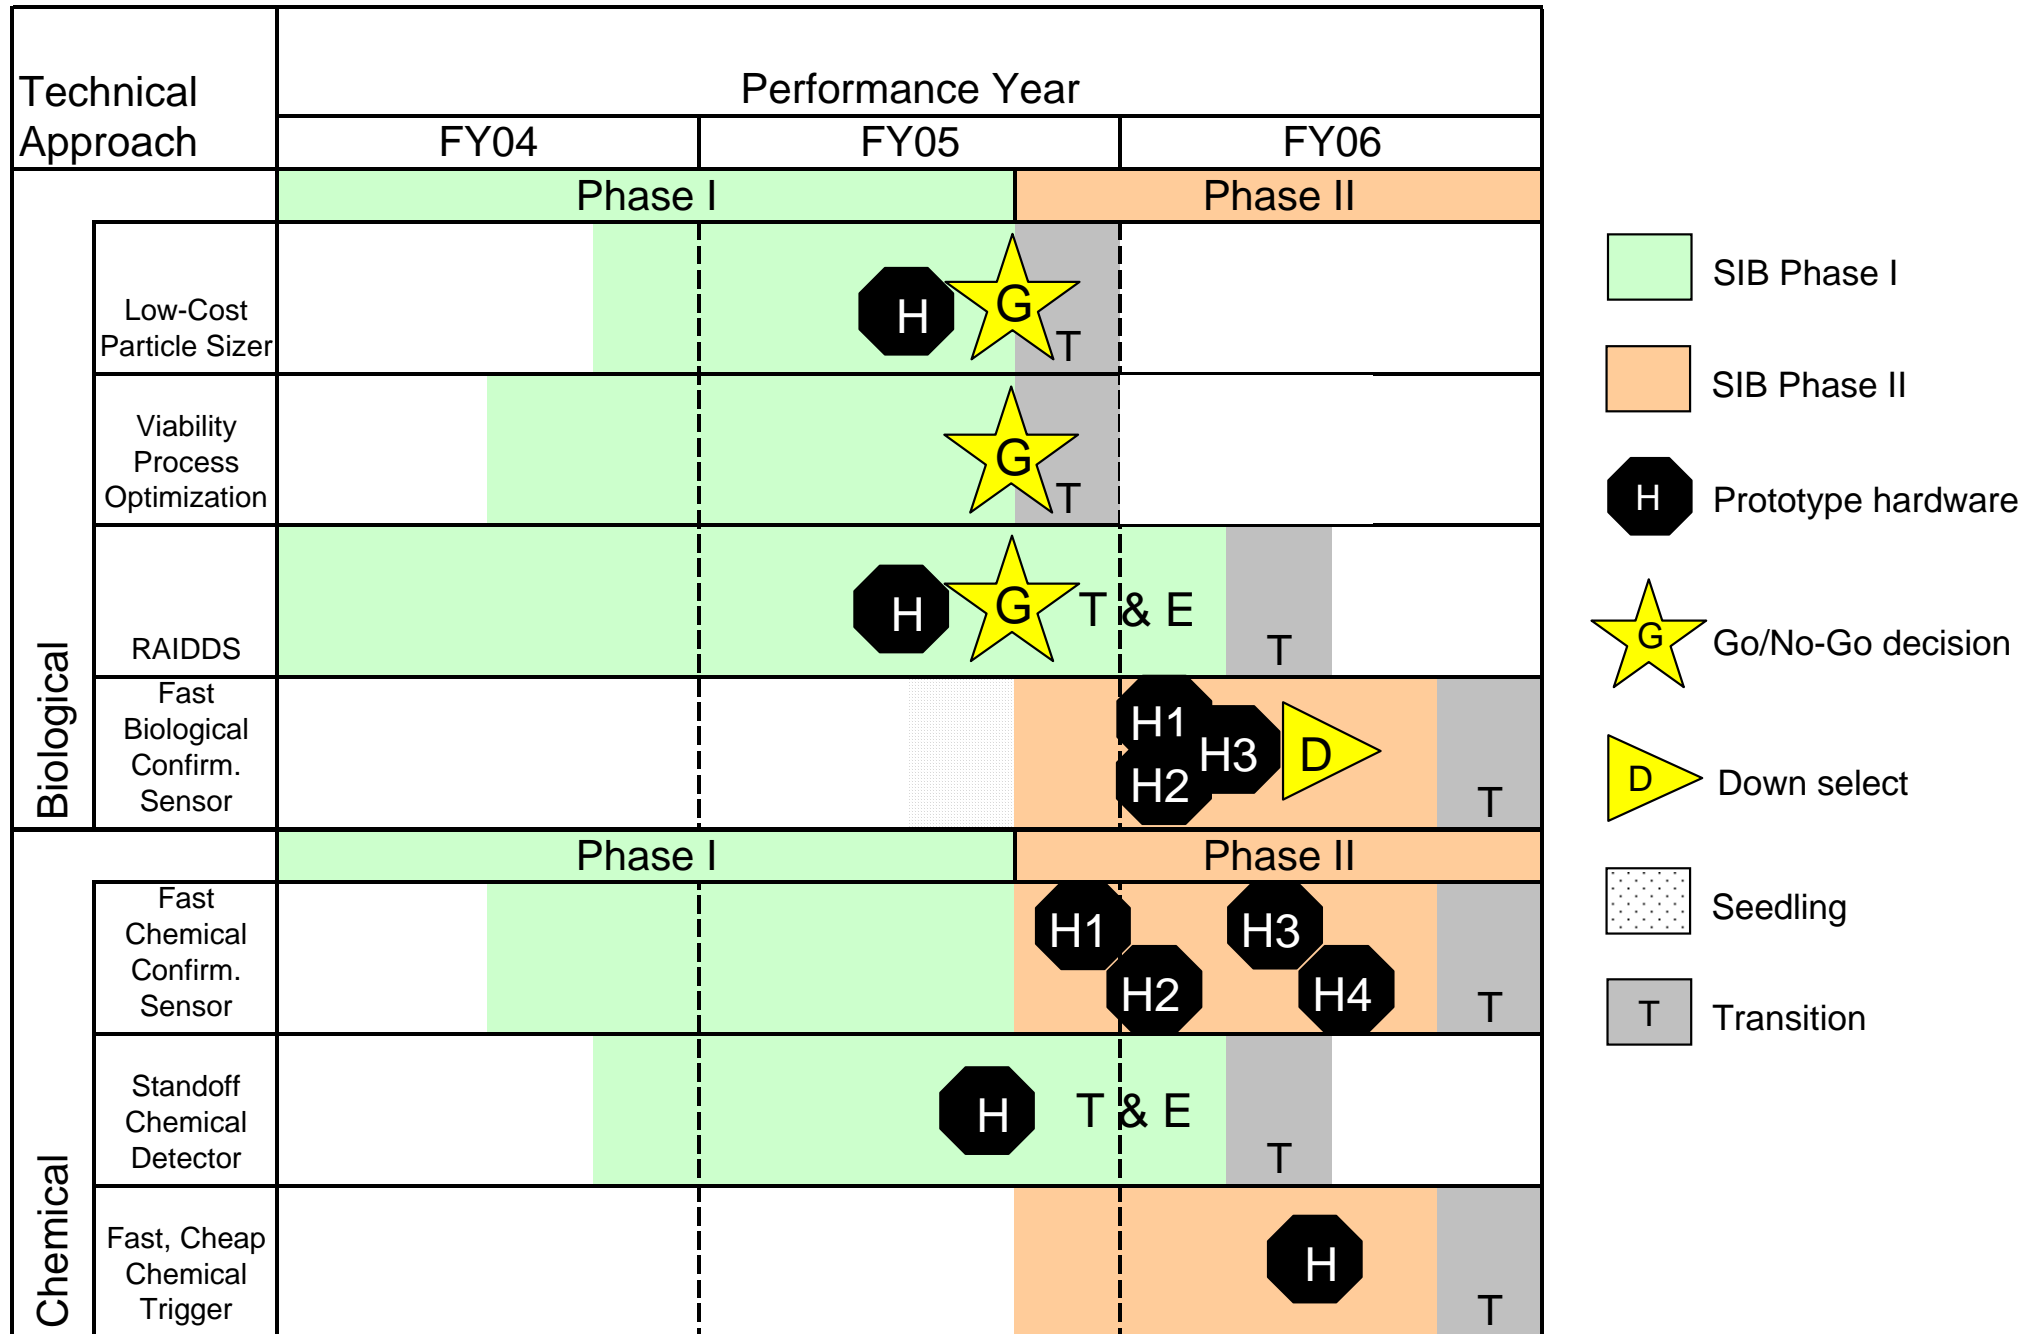 Technical
Approach
Performance Year
FY04
FY05
FY06
Biological
Phase I
Phase II
Low-Cost
Particle Sizer
H
G
T
Viability
Process
Optimization
G
T
RAIDDS
H
G
T & E
T
Fast
Biological
Confirm.
Sensor
H1
H2
H3
D
T
Chemical
Phase I
Phase II
Fast
Chemical
Confirm.
Sensor
H1
H2
H3
H4
T
Standoff
Chemical
Detector
H
T & E
T
Fast, Cheap
Chemical
Trigger
H
T
SIB Phase I
SIB Phase II
H Prototype hardware
G Go/No-Go decision
D Down select
Seedling
T Transition